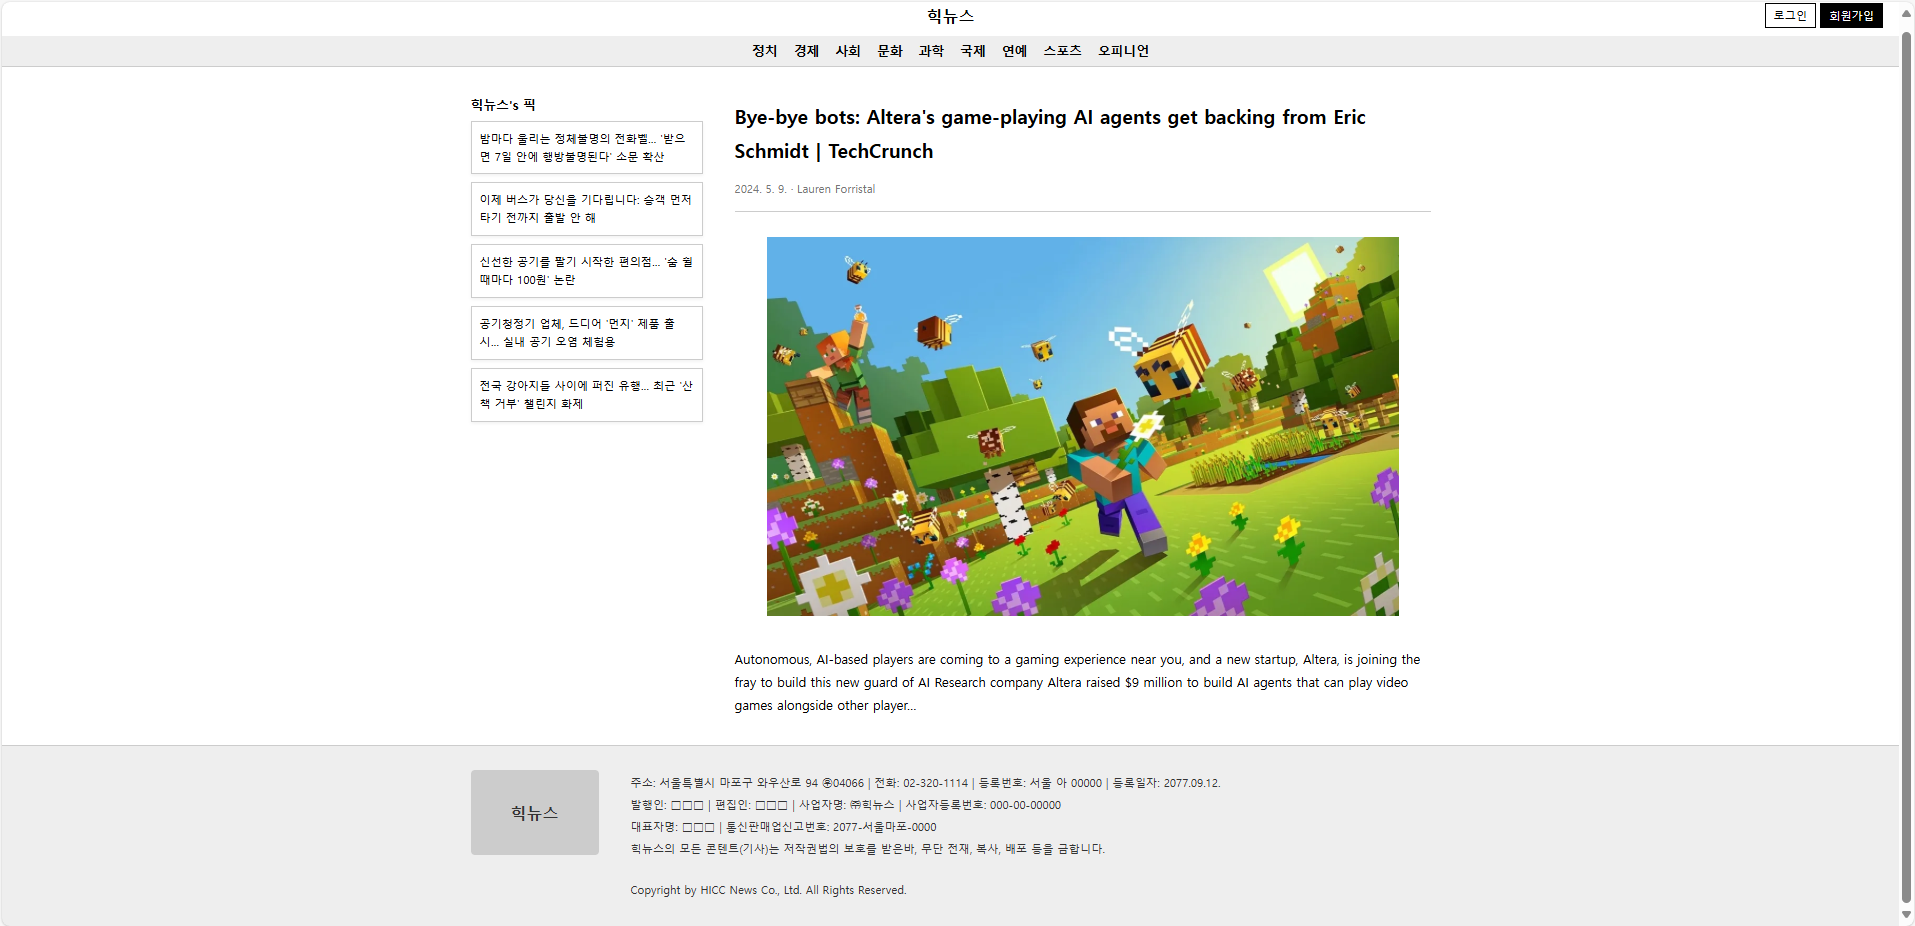 힉뉴스
로그인
회원가입
정치 경제 사회 문화 과학 국제 연예 스포츠 오피니언
힉뉴스's 픽
밤마다 울리는 정체불명의 전화벨... '받으
면 7일 안에 행방불명된다' 소문 확산
이제 버스가 당신을 기다립니다: 승객 먼저
타기 전까지 출발 안 해
신선한 공기를 팔기 시작한 편의점... '숨 쉴
때마다 100원' 논란
공기청정기 업체, 드디어 '먼지' 제품 출
시... 실내 공기 오염 체험용
전국 강아지들 사이에 퍼진 유행... 최근 '산
책 거부' 챌린지 화제
Bye-bye bots: Altera's game-playing AI agents get backing from Eric
Schmidt | TechCrunch
2024. 5. 9. · Lauren Forristal
Autonomous, AI-based players are coming to a gaming experience near you, and a new startup, Altera, is joining the
fray to build this new guard of AI Research company Altera raised $9 million to build AI agents that can play video
games alongside other player…
힉뉴스
주소: 서울특별시 마포구 와우산로 94 ㉾04066 | 전화: 02-320-1114 | 등록번호: 서울 아 00000 | 등록일자: 2077.09.12.
발행인: □□□ | 편집인: □□□ | 사업자명: ㈜힉뉴스 | 사업자등록번호: 000-00-00000
대표자명: □□□ | 통신판매업신고번호: 2077-서울마포-0000
힉뉴스의 모든 콘텐트(기사)는 저작권법의 보호를 받은바, 무단 전재, 복사, 배포 등을 금합니다.
Copyright by HICC News Co., Ltd. All Rights Reserved.